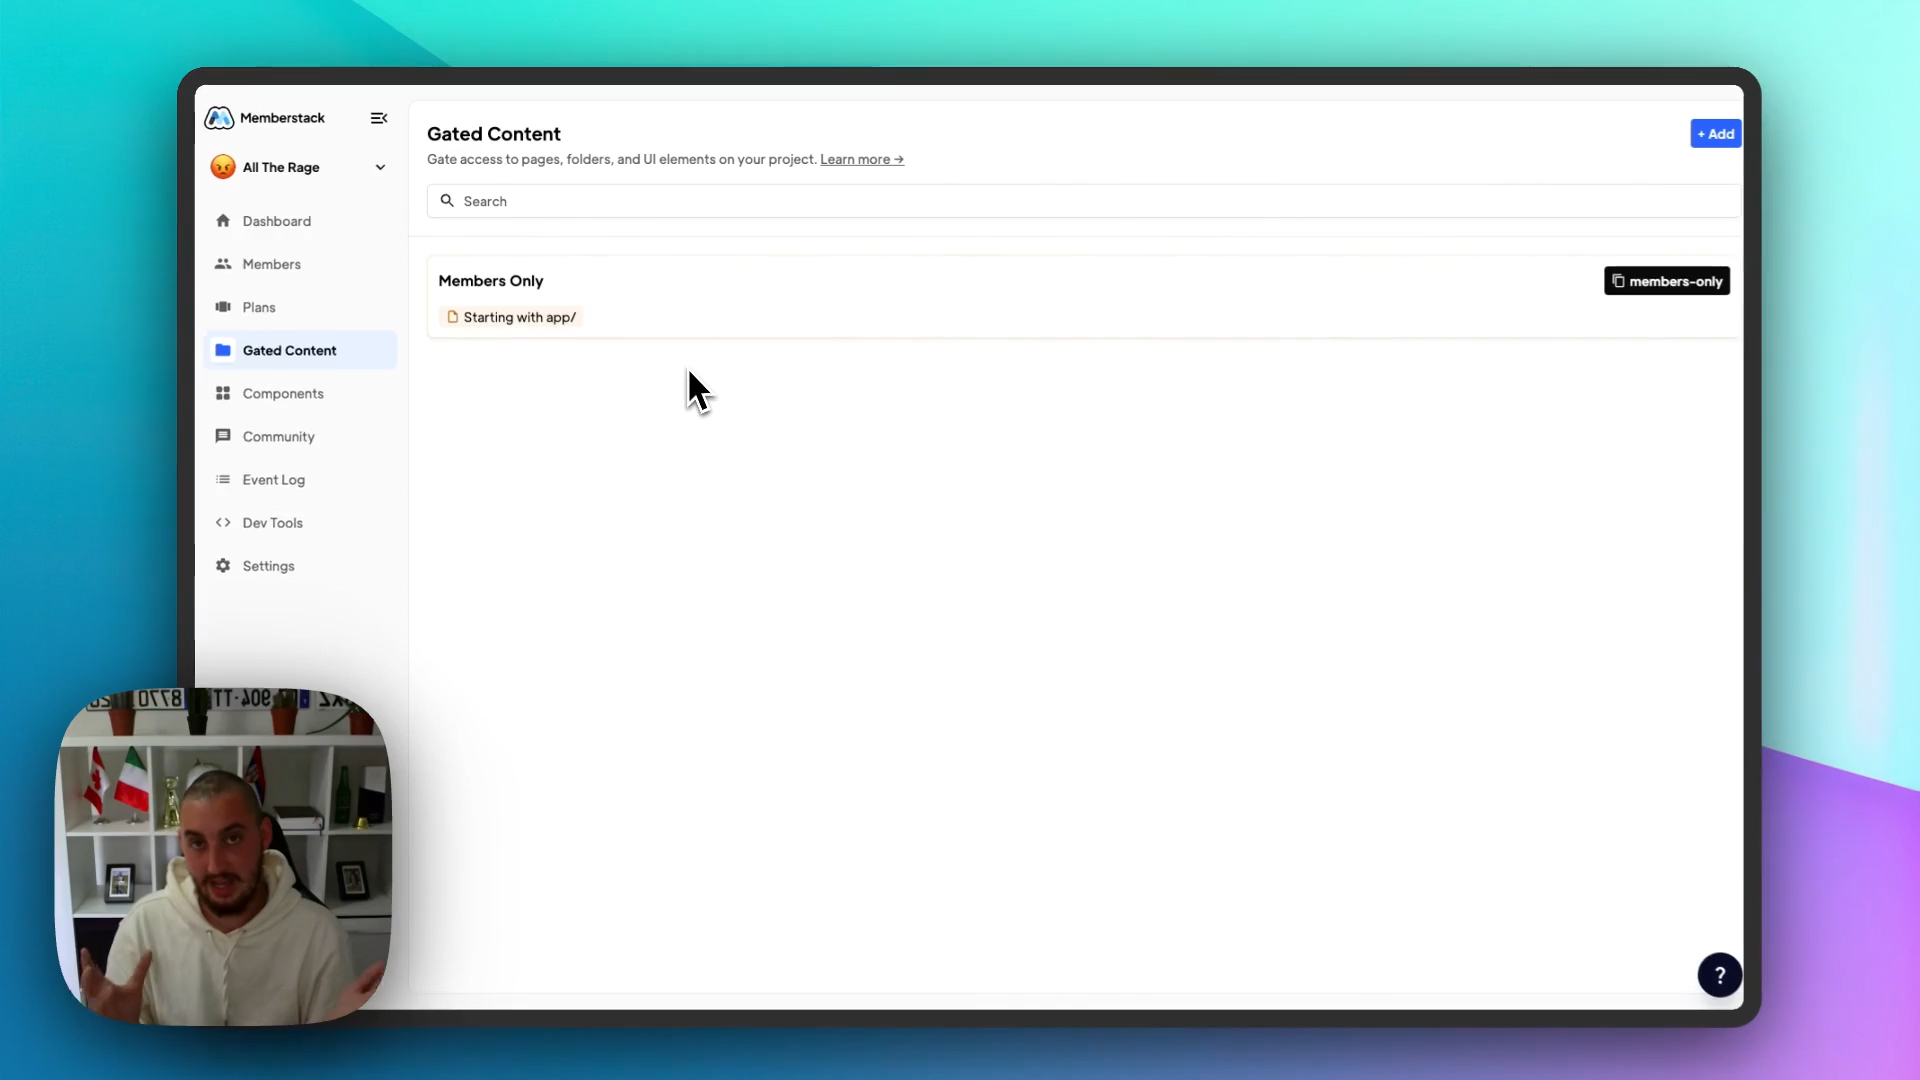 Memberstack
All The Rage
Dashboard
Members
Plans
Gated Content
Components
Community
Event Log
Dev Tools
Settings
Gated Content
+ Add
Gate access to pages, folders, and UI elements on your project. Learn more →
Search
Members Only
members-only
Starting with app/
?